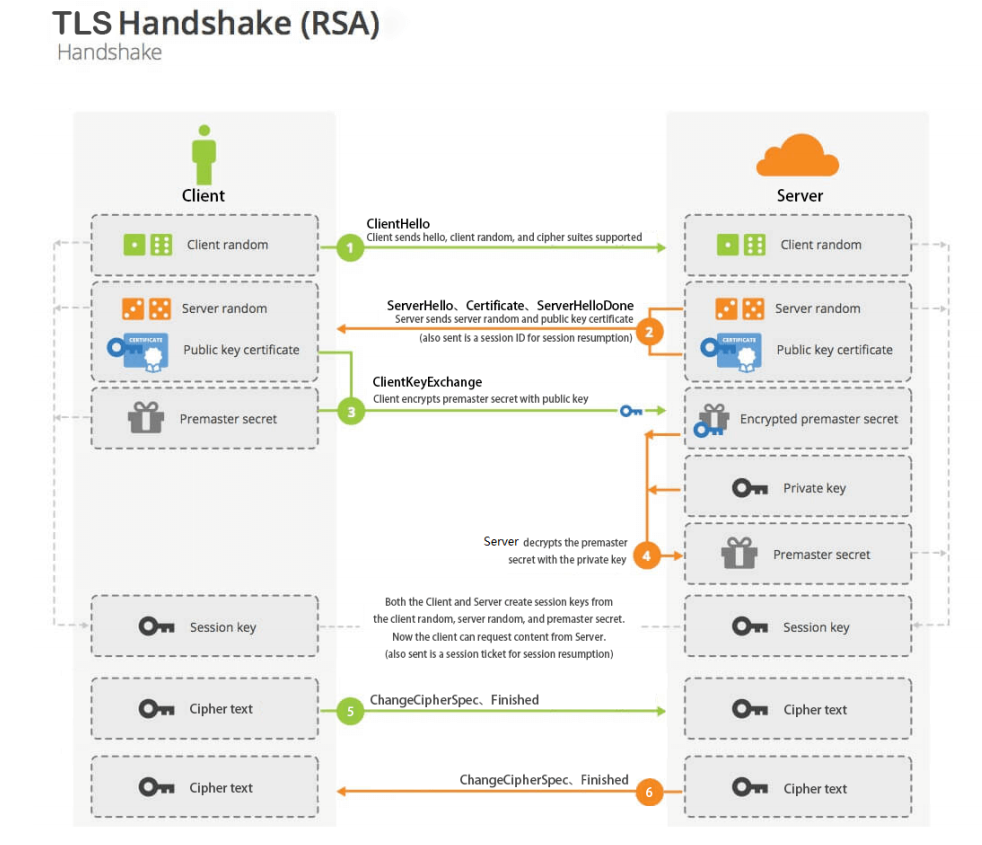 TLS Handshake (RSA)
Handshake
Client
Server
ClientHello
Client sends hello, client random, and cipher suites supported
Client random
1
Client random
Server random
ServerHello、Certificate、ServerHelloDone
Server sends server random and public key certificate
(also sent is a session ID for session resumption)
2
Server random
CERTIFICATE
Public key certificate
CERTIFICATE
Public key certificate
ClientKeyExchange
Client encrypts premaster secret with public key
Premaster secret
3
Encrypted premaster secret
Private key
Server decrypts the premaster
secret with the private key
4
Premaster secret
Both the Client and Server create session keys from
the client random, server random, and premaster secret.
Now the client can request content from Server.
(also sent is a session ticket for session resumption)
Session key
Session key
ChangeCipherSpec、Finished
Cipher text
5
Cipher text
ChangeCipherSpec、Finished
Cipher text
6
Cipher text